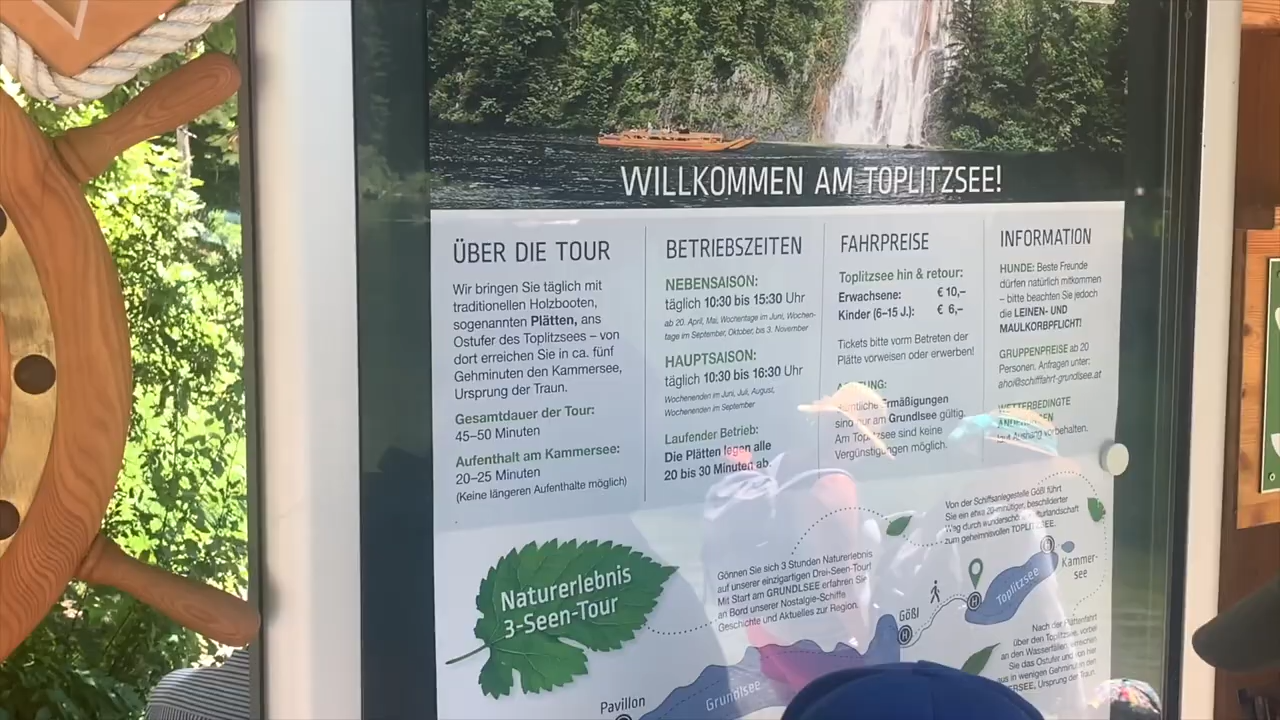 WILLKOMMEN AM TOPLITZSEE!
ÜBER DIE TOUR
Wir bringen Sie täglich mit
traditionellen Holzbooten,
sogenannten Plätten, ans
Ostufer des Toplitzsees – von
dort erreichen Sie in ca. fünf
Gehminuten den Kammersee,
Ursprung der Traun.
Gesamtdauer der Tour:
45–50 Minuten
Aufenthalt am Kammersee:
20–25 Minuten
(Keine längeren Aufenthalte möglich)
BETRIEBSZEITEN
NEBENSAISON:
täglich 10:30 bis 15:30 Uhr
ab 20. April, Mai, Wochentage im Juni, Wochen-
tage im September, Oktober, bis 3. November
HAUPTSAISON:
täglich 10:30 bis 16:30 Uhr
Wochenenden im Juni, Juli, August,
Wochenenden im September
Laufender Betrieb:
Die Plätten legen alle
20 bis 30 Minuten ab.
FAHRPREISE
Toplitzsee hin & retour:
Erwachsene: € 10,–
Kinder (6–15 J.): € 6,–
Tickets bitte vorm Betreten der
Plätte vorweisen oder erwerben!
Ermäßigungen
sind nur am Grundlsee gültig.
Am Toplitzsee sind keine
Vergünstigungen möglich.
INFORMATION
HUNDE: Beste Freunde
dürfen natürlich mitkommen
– bitte beachten Sie jedoch
die LEINEN- UND
MAULKORBPFLICHT!
GRUPPENPREISE ab 20
Personen. Anfragen unter:
ahoi@schifffahrt-grundlsee.at
WETTERBEDINGTE
ÄNDERUNGEN
laut Aushang vorbehalten.
Naturerlebnis
3-Seen-Tour
Gönnen Sie sich 3 Stunden Naturerlebnis
auf unserer einzigartigen Drei-Seen-Tour!
Mit Start am GRUNDLSEE erfahren Sie
an Bord unserer Nostalgie-Schiffe
Geschichte und Aktuelles zur Region.
Von der Schiffsanlegestelle Gößl führt
Sie ein etwa 20-minütiger, beschilderter
Weg durch wunderschöne Naturlandschaft
zum geheimnisvollen TOPLITZSEE.
Kammer-
see
Toplitzsee
Gößl
H
H
H
Nach der Plättenfahrt
über den Toplitzsee, vorbei
an den Wasserfällen erreichen
Sie das Ostufer und von hier
aus in wenigen Gehminuten den
Ursprung der Traun.
Grundlsee
Pavillon